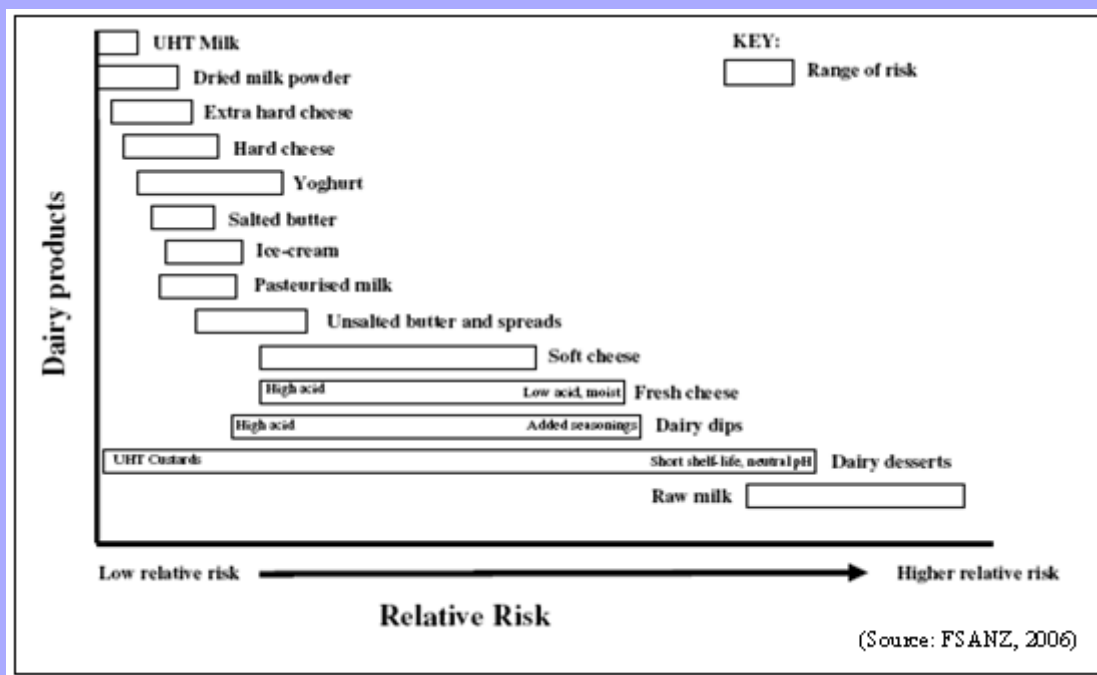 UHT Milk
KEY:
Range of risk
Dried milk powder
Extra hard cheese
Hard cheese
Yoghurt
Salted butter
Ice-cream
Pasteurised milk
Unsalted butter and spreads
Soft cheese
High acid Low acid, moist Fresh cheese
High acid Added seasonings Dairy dips
UHT Custards Short shelf-life, neutral pH Dairy desserts
Raw milk
Dairy products
Low relative risk Higher relative risk
Relative Risk
(Source: FSANZ, 2006)